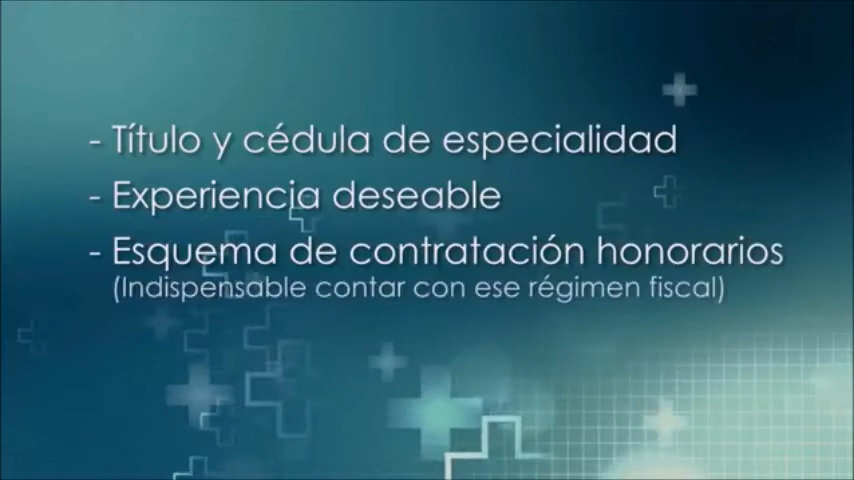 - Título y cédula de especialidad
- Experiencia deseable
- Esquema de contratación honorarios
(Indispensable contar con ese régimen fiscal)